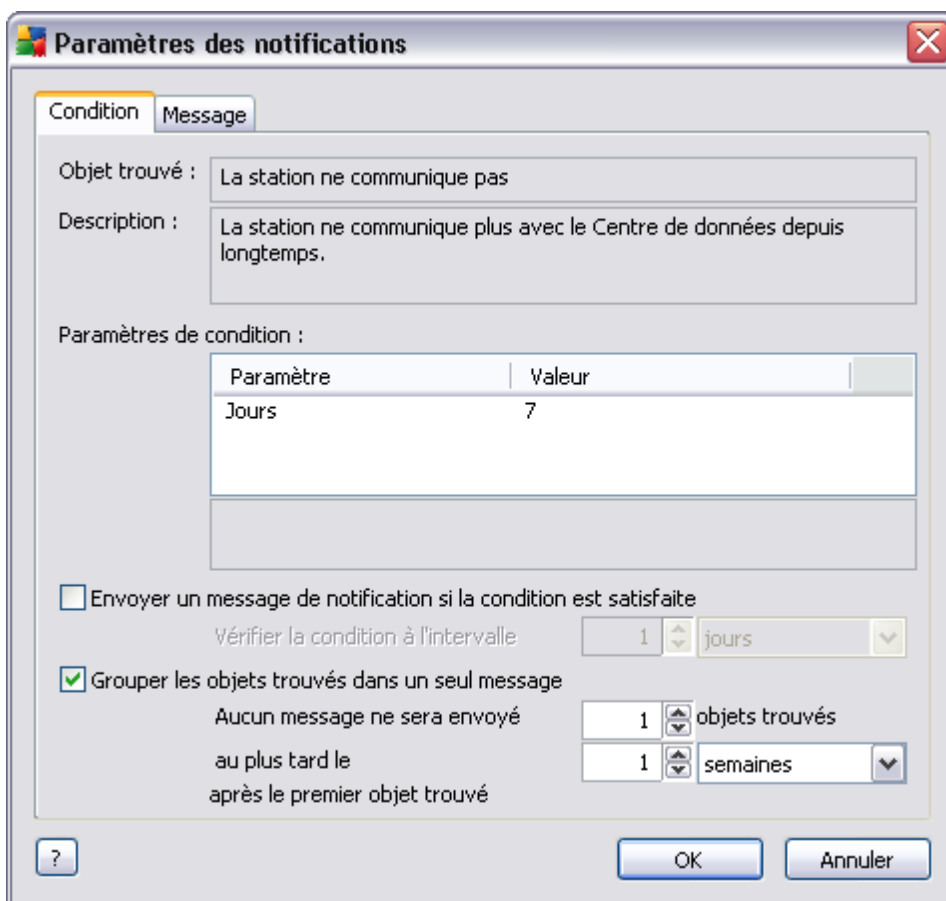 Paramètres des notifications
Condition Message
Objet trouvé : La station ne communique pas
Description : La station ne communique plus avec le Centre de données depuis
longtemps.
Paramètres de condition :
Paramètre Valeur
Jours 7
Envoyer un message de notification si la condition est satisfaite
Vérifier la condition à l'intervalle 1 jours
Grouper les objets trouvés dans un seul message
Aucun message ne sera envoyé 1 objets trouvés
au plus tard le 1 semaines
après le premier objet trouvé
? OK Annuler